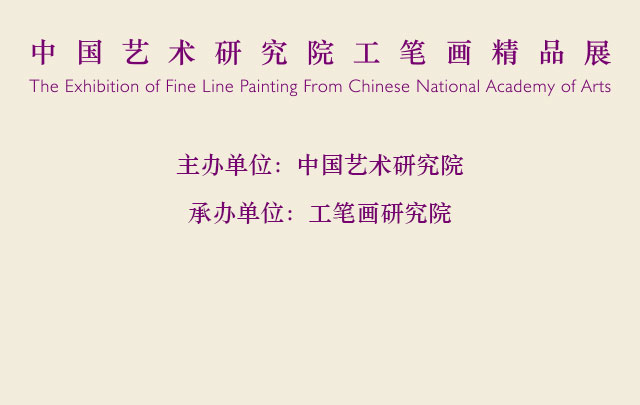 中国艺术研究院工笔画精品展
The Exhibition of Fine Line Painting From Chinese National Academy of Arts
主办单位：中国艺术研究院
承办单位：工笔画研究院